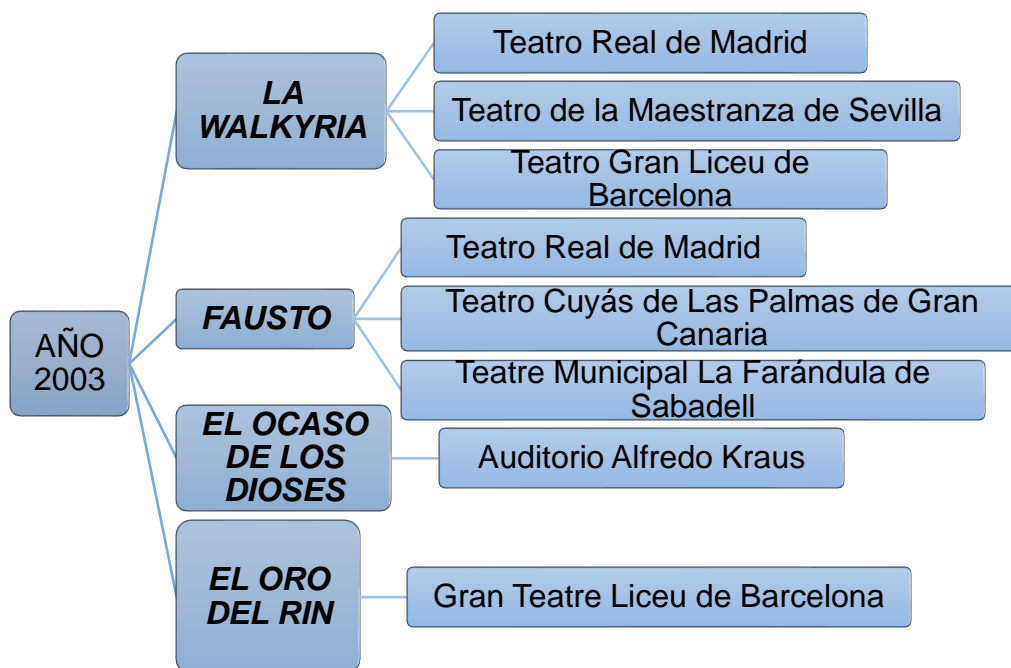 AÑO
2003
LA
WALKYRIA
Teatro Real de Madrid
Teatro de la Maestranza de Sevilla
Teatro Gran Liceu de
Barcelona
FAUSTO
Teatro Real de Madrid
Teatro Cuyás de Las Palmas de Gran
Canaria
Teatre Municipal La Farándula de
Sabadell
EL OCASO
DE LOS
DIOSES
Auditorio Alfredo Kraus
EL ORO
DEL RIN
Gran Teatre Liceu de Barcelona